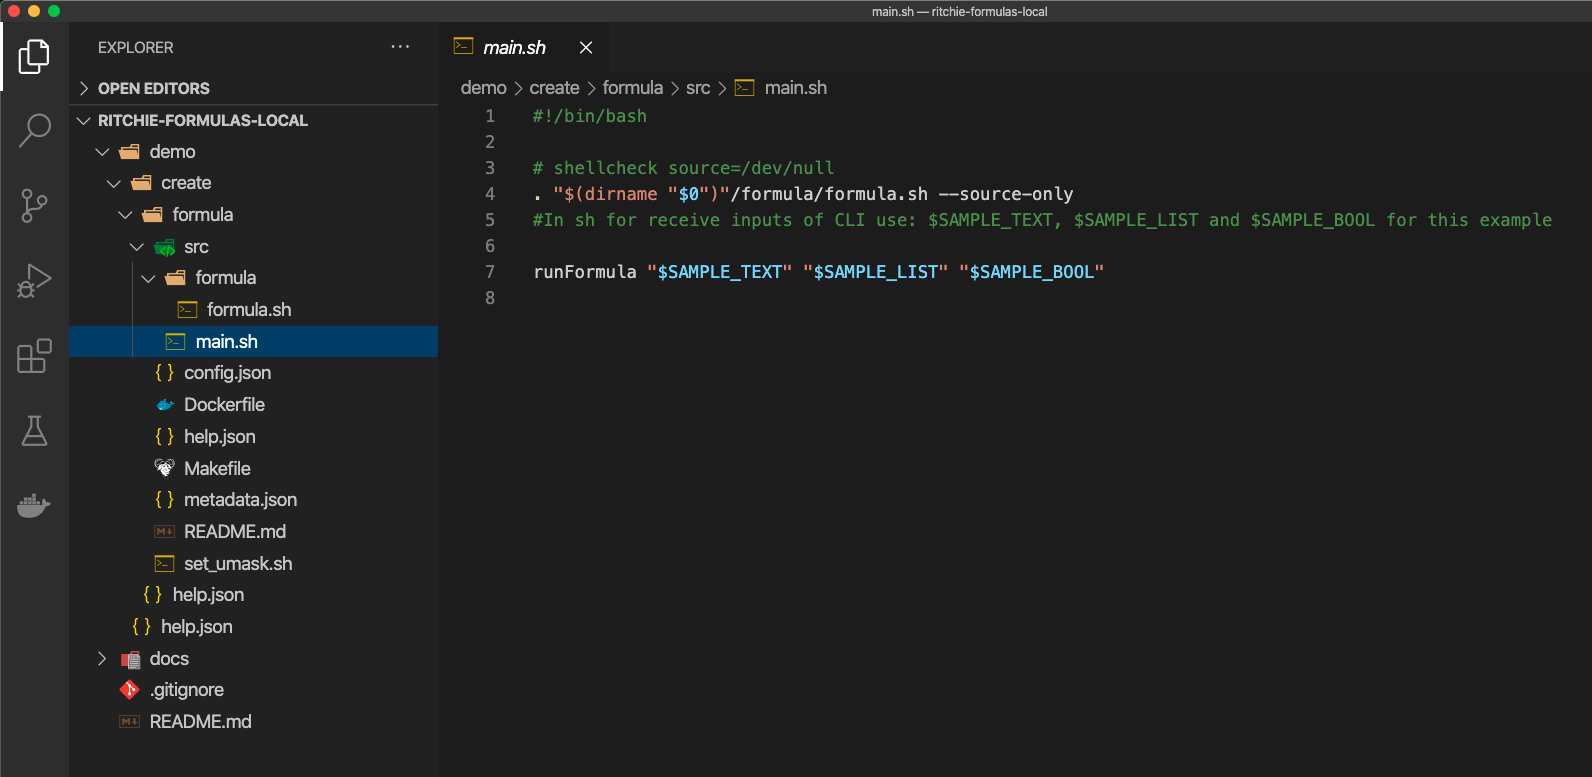 main.sh — ritchie-formulas-local
EXPLORER
OPEN EDITORS
RITCHIE-FORMULAS-LOCAL
demo
create
formula
src
formula
formula.sh
main.sh
config.json
Dockerfile
help.json
Makefile
metadata.json
README.md
set_umask.sh
help.json
help.json
docs
.gitignore
README.md
main.sh
demo > create > formula > src > main.sh
1 #!/bin/bash
2
3 # shellcheck source=/dev/null
4 . "$(dirname "$0")"/formula/formula.sh --source-only
5 #In sh for receive inputs of CLI use: $SAMPLE_TEXT, $SAMPLE_LIST and $SAMPLE_BOOL for this example
6
7 runFormula "$SAMPLE_TEXT" "$SAMPLE_LIST" "$SAMPLE_BOOL"
8